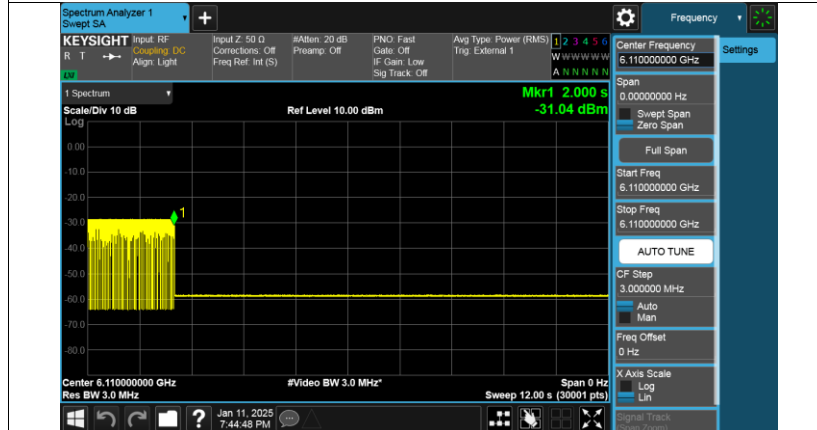 Spectrum Analyzer 1
Swept SA
+
Frequency
KEYSIGHT
R T
Input: RF
Coupling: DC
Align: Light
Input Z: 50 Ω
Corrections: Off
Freq Ref: Int (S)
#Atten: 20 dB
Preamp: Off
PNO: Fast
Gate: Off
IF Gain: Low
Sig Track: Off
Avg Type: Power (RMS)
Trig: External 1
1 2 3 4 5 6
W W W W W W
A N N N N N
1 Spectrum
Scale/Div 10 dB
Log
Ref Level 10.00 dBm
Mkr1 2.000 s
-31.04 dBm
0.00
-10.0
-20.0
-30.0
-40.0
-50.0
-60.0
-70.0
-80.0
1
Center 6.110000000 GHz
Res BW 3.0 MHz
#Video BW 3.0 MHz*
Span 0 Hz
Sweep 12.00 s (30001 pts)
Center Frequency
6.110000000 GHz
Settings
Span
0.00000000 Hz
Swept Span
Zero Span
Full Span
Start Freq
6.110000000 GHz
Stop Freq
6.110000000 GHz
AUTO TUNE
CF Step
3.000000 MHz
Auto
Man
Freq Offset
0 Hz
X Axis Scale
Log
Lin
Signal Track
(Span Zoom)
?
Jan 11, 2025
7:44:48 PM